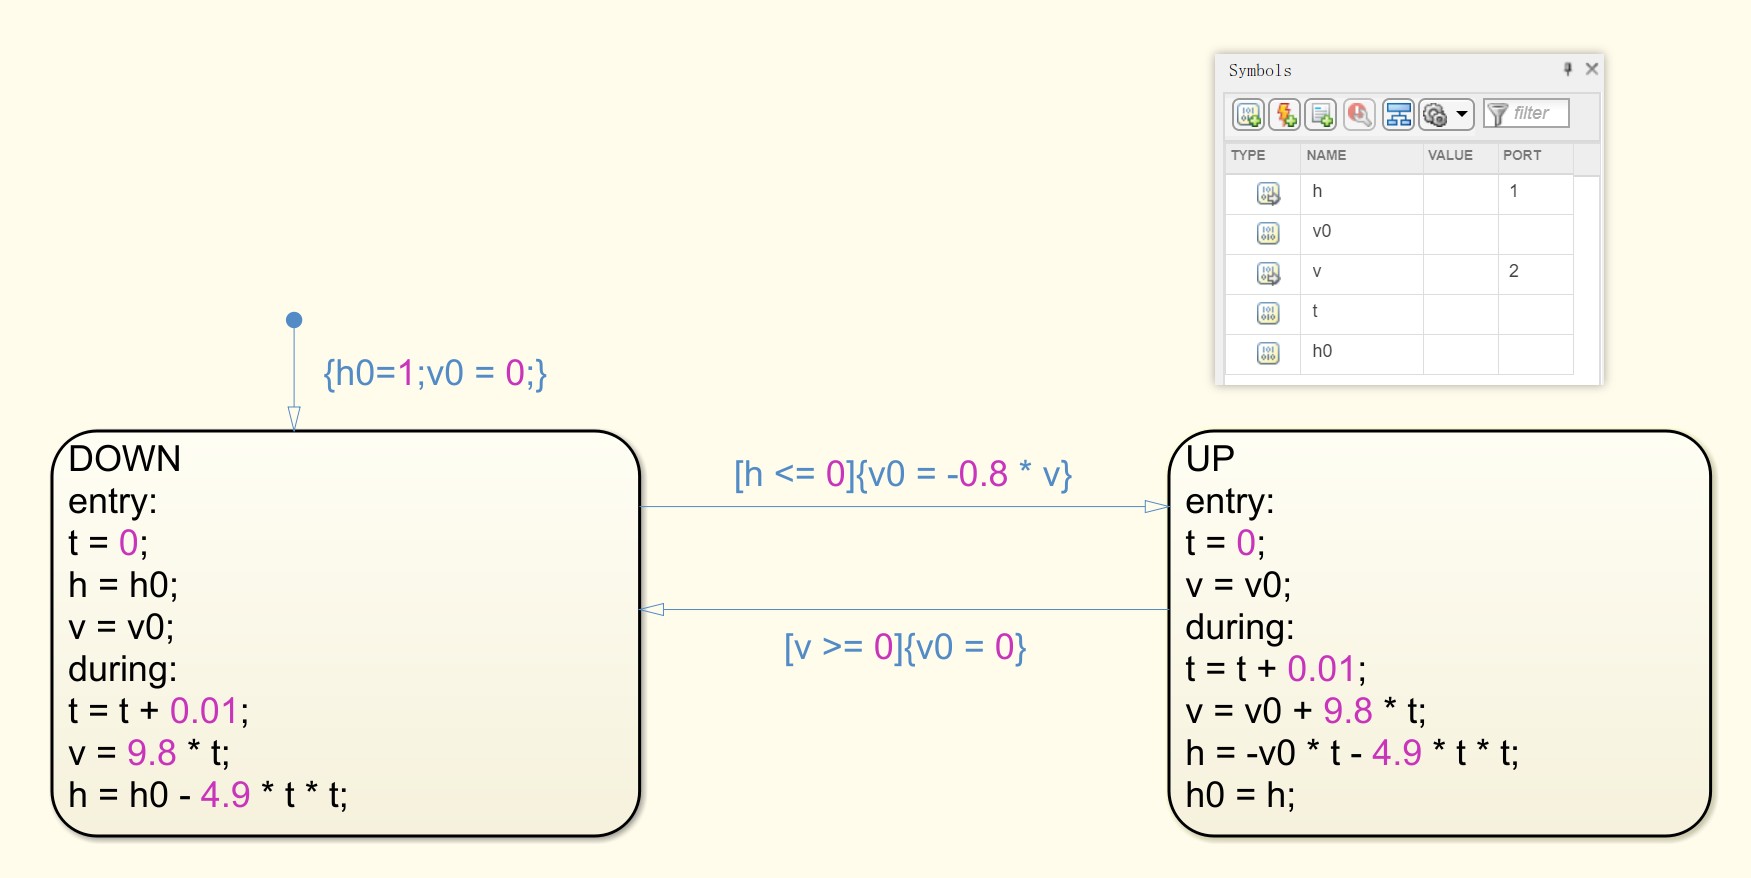 Symbols
filter
TYPE NAME VALUE PORT
h 1
v0
v 2
t
h0
{h0=1;v0 = 0;}
DOWN
entry:
t = 0;
h = h0;
v = v0;
during:
t = t + 0.01;
v = 9.8 * t;
h = h0 - 4.9 * t * t;
[h <= 0]{v0 = -0.8 * v}
[v >= 0]{v0 = 0}
UP
entry:
t = 0;
v = v0;
during:
t = t + 0.01;
v = v0 + 9.8 * t;
h = -v0 * t - 4.9 * t * t;
h0 = h;